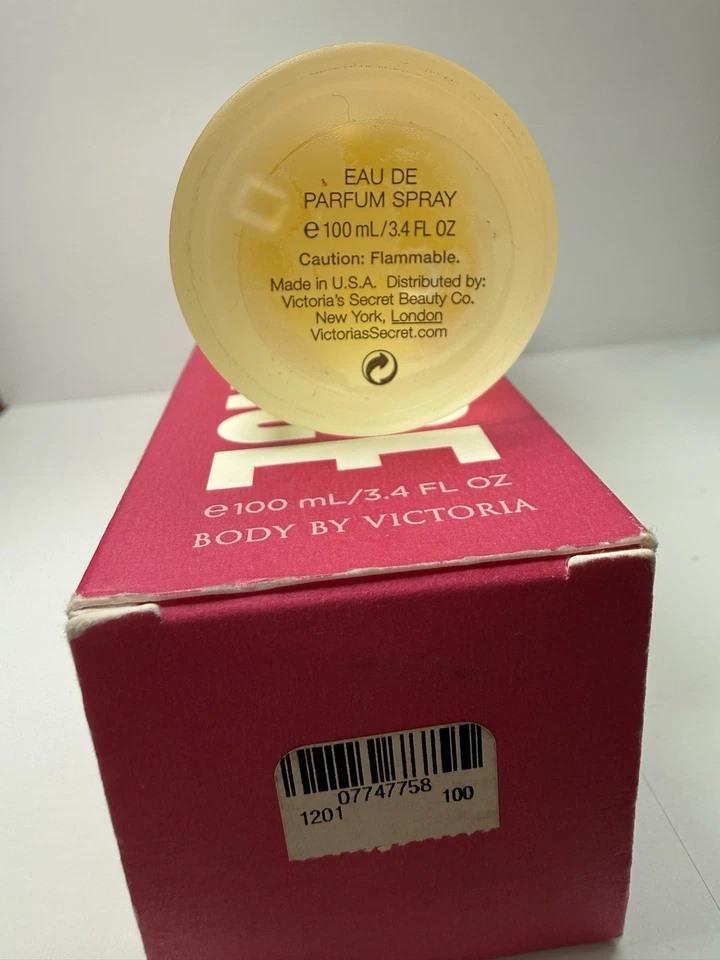 EAU DE
PARFUM SPRAY
e 100 mL/3.4 FL OZ
Caution: Flammable.
Made in U.S.A. Distributed by:
Victoria's Secret Beauty Co.
New York, London
VictoriasSecret.com
E
e 100 mL/3.4 FL OZ
BODY BY VICTORIA
07747758 100
1201